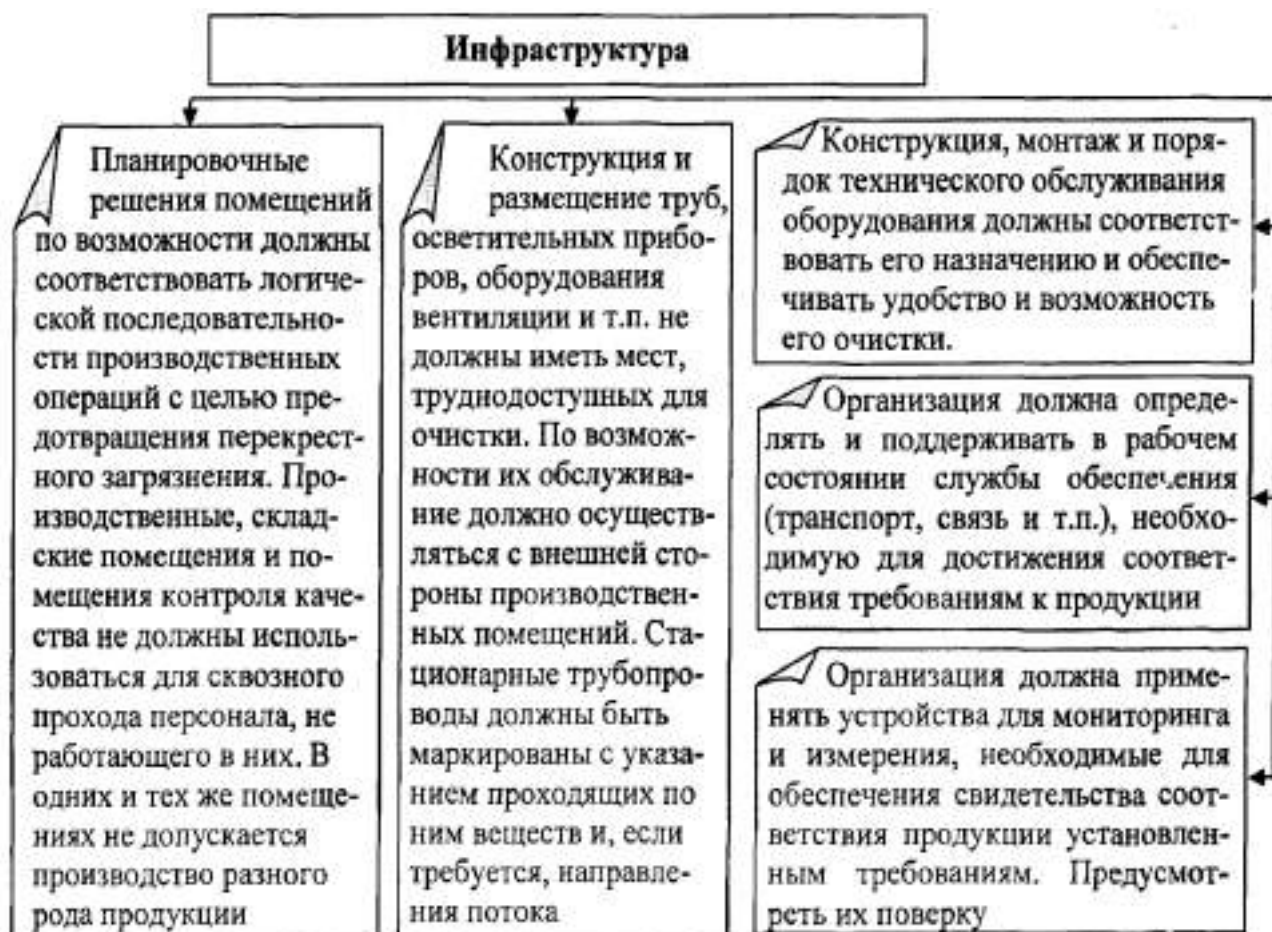 Инфраструктура
Планировочные
решения помещений
по возможности должны
соответствовать логиче-
ской последовательно-
сти производственных
операций с целью пре-
дотвращения перекрест-
ного загрязнения. Про-
изводственные, склад-
ские помещения и по-
мещения контроля каче-
ства не должны исполь-
зоваться для сквозного
прохода персонала, не
работающего в них. В
одних и тех же помеще-
ниях не допускается
производство разного
рода продукции
Конструкция и
размещение труб,
осветительных прибо-
ров, оборудования
вентиляции и т.п. не
должны иметь мест,
труднодоступных для
очистки. По возмож-
ности их обслужива-
ние должно осуществ-
ляться с внешней сто-
роны производствен-
ных помещений. Ста-
ционарные трубопро-
воды должны быть
маркированы с указа-
нием проходящих по
ним веществ и, если
требуется, направле-
ния потока
Конструкция, монтаж и поря-
док технического обслуживания
оборудования должны соответст-
вовать его назначению и обеспе-
чивать удобство и возможность
его очистки.
Организация должна опреде-
лять и поддерживать в рабочем
состоянии службы обеспечения
(транспорт, связь и т.п.), необхо-
димую для достижения соответ-
ствия требованиям к продукции
Организация должна приме-
нять устройства для мониторинга
и измерения, необходимые для
обеспечения свидетельства соот-
ветствия продукции установлен-
ным требованиям. Предусмот-
реть их поверку